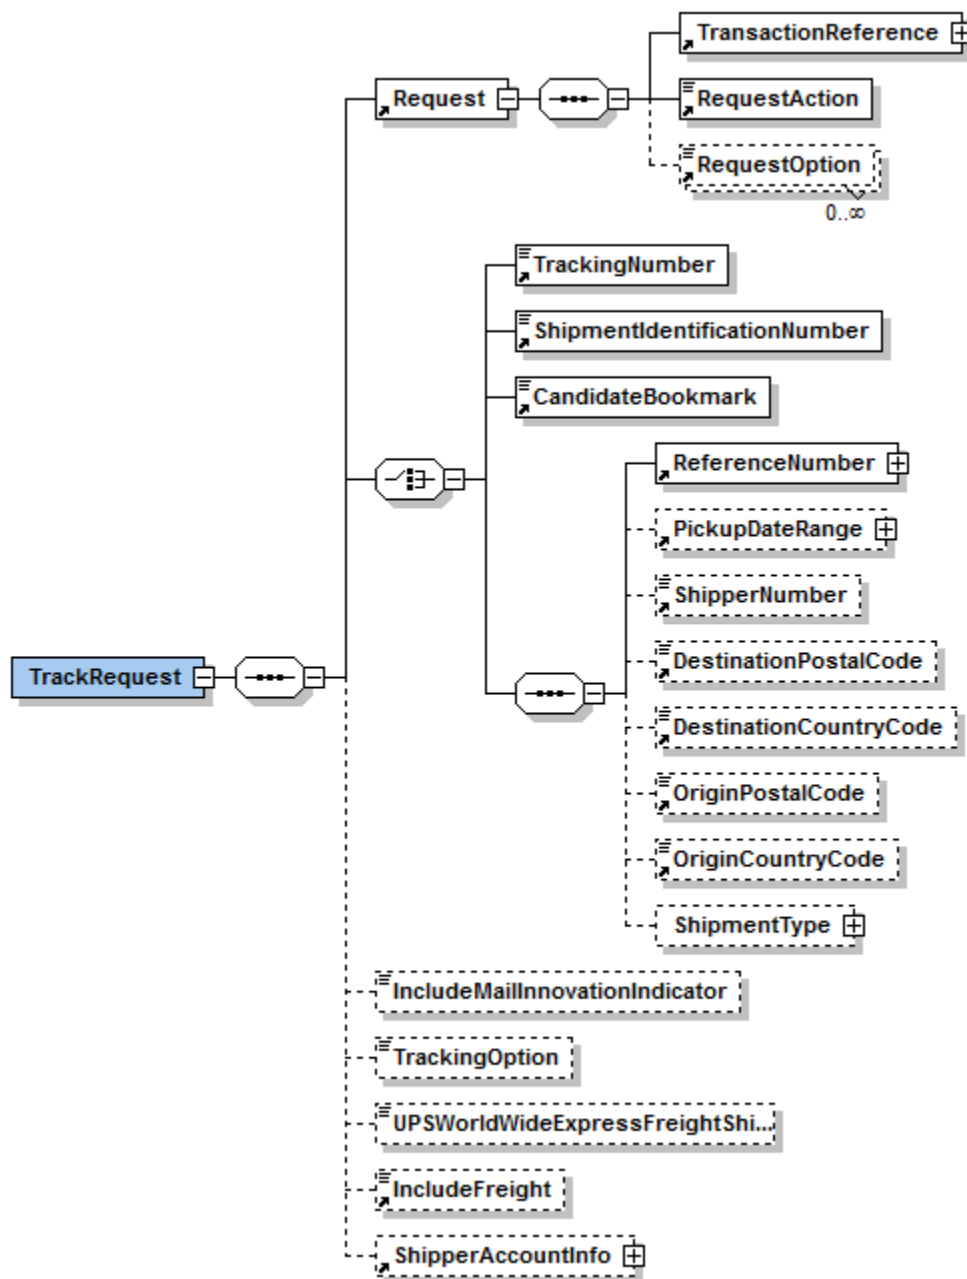 TransactionReference
Request
RequestAction
RequestOption
0..∞
TrackingNumber
ShipmentIdentificationNumber
CandidateBookmark
ReferenceNumber
PickupDateRange
ShipperNumber
DestinationPostalCode
TrackRequest
DestinationCountryCode
OriginPostalCode
OriginCountryCode
ShipmentType
IncludeMailInnovationIndicator
TrackingOption
UPSWorldWideExpressFreightShi...
IncludeFreight
ShipperAccountInfo